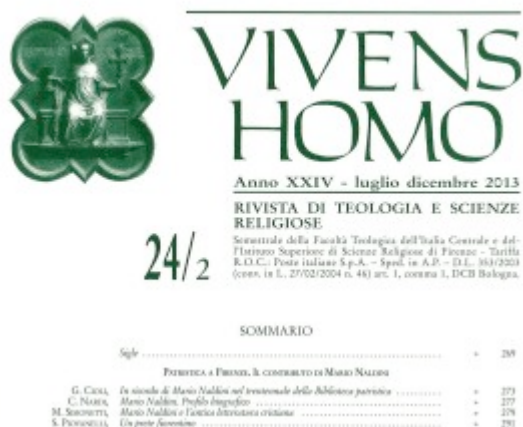 VIVENS
HOMO
Anno XXIV - luglio dicembre 2013
RIVISTA DI TEOLOGIA E SCIENZE
RELIGIOSE
24/2
Semestrale della Facoltà Teologica dell'Italia Centrale e del-
l'Istituto Superiore di Scienze Religiose di Firenze - Tariffa
R.O.C.: Poste italiane S.p.A. - Sped. in A.P. - D.L. 353/2003
(conv. in L. 27/02/2004 n. 46) art. 1, comma 1, DCB Bologna.
SOMMARIO
Sigle » 269
PATRISTICA A FIRENZE. IL CONTRIBUTO DI MARIO NALDINI
G. CIOLI, In ricordo di Mario Naldini nel trentennale della Biblioteca patristica » 273
C. NARDI, Mario Naldini. Profilo biografico » 277
M. SIMONETTI, Mario Naldini e l'antica letteratura cristiana » 279
S. PIOVANELLI, Un prete fiorentino » 291